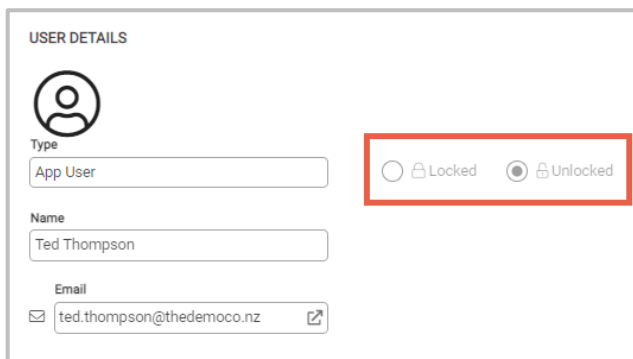 USER DETAILS
Type
App User
Locked
Unlocked
Name
Ted Thompson
Email
ted.thompson@thedemoco.nz